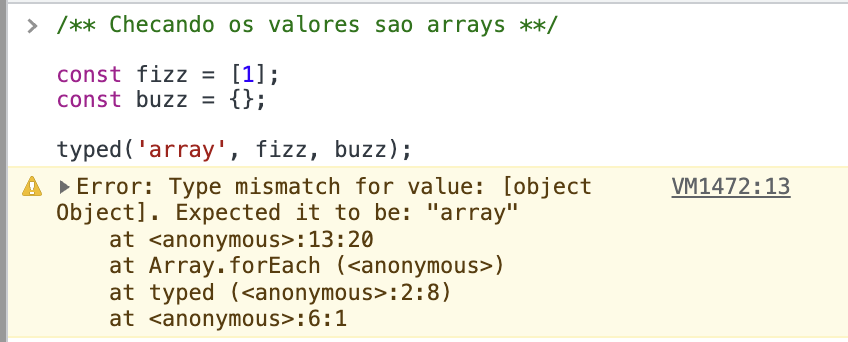 > /** Checando os valores sao arrays **/
const fizz = [1];
const buzz = {};
typed('array', fizz, buzz);
▶Error: Type mismatch for value: [object VM1472:13
Object]. Expected it to be: "array"
at <anonymous>:13:20
at Array.forEach (<anonymous>)
at typed (<anonymous>:2:8)
at <anonymous>:6:1